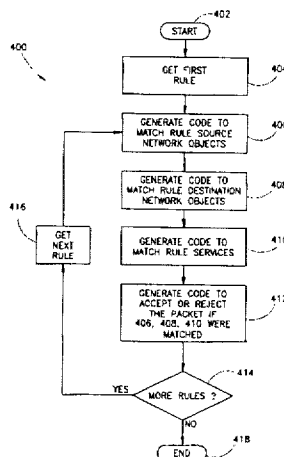 402
START
400
GET FIRST
RULE
404
GENERATE CODE TO
MATCH RULE SOURCE
NETWORK OBJECTS
GENERATE CODE TO
MATCH RULE DESTINATION
NETWORK OBJECTS
416
GET
NEXT
RULE
GENERATE CODE TO
MATCH RULE SERVICES
GENERATE CODE TO
ACCEPT OR REJECT
THE PACKET IF
406, 408, 410 WERE
MATCHED
414
YES
MORE RULES ?
NO
END
418